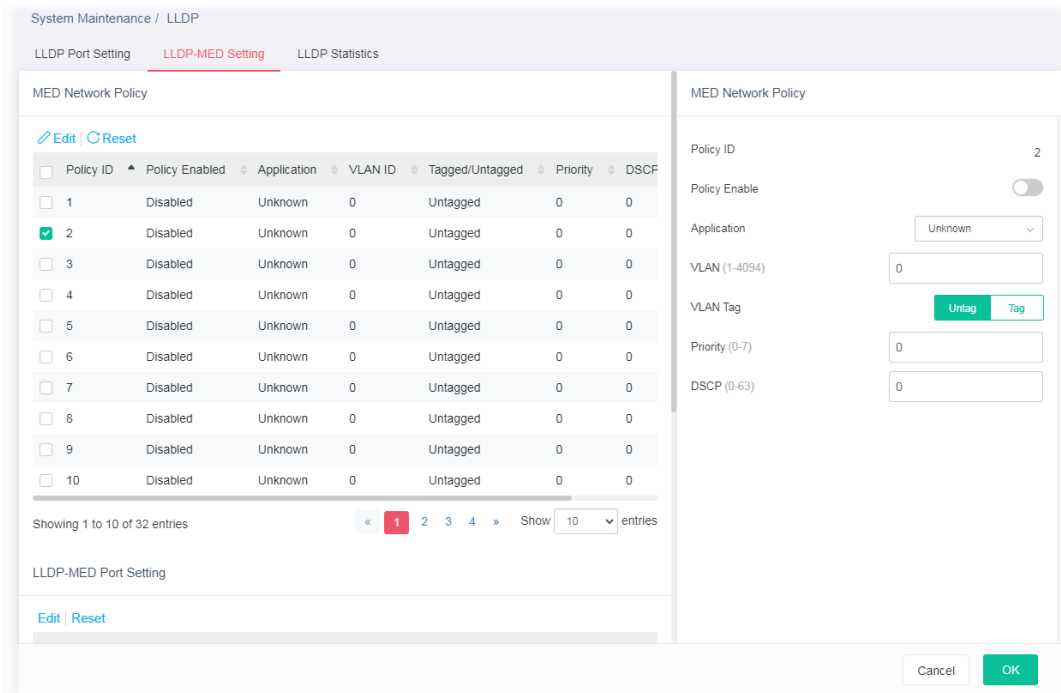 System Maintenance / LLDP
LLDP Port Setting LLDP-MED Setting LLDP Statistics
MED Network Policy
Edit | Reset
Policy ID Policy Enabled Application VLAN ID Tagged/Untagged Priority DSCP
1 Disabled Unknown 0 Untagged 0 0
2 Disabled Unknown 0 Untagged 0 0
3 Disabled Unknown 0 Untagged 0 0
4 Disabled Unknown 0 Untagged 0 0
5 Disabled Unknown 0 Untagged 0 0
6 Disabled Unknown 0 Untagged 0 0
7 Disabled Unknown 0 Untagged 0 0
8 Disabled Unknown 0 Untagged 0 0
9 Disabled Unknown 0 Untagged 0 0
10 Disabled Unknown 0 Untagged 0 0
Showing 1 to 10 of 32 entries « 1 2 3 4 » Show 10 entries
LLDP-MED Port Setting
Edit | Reset
MED Network Policy
Policy ID 2
Policy Enable
Application Unknown
VLAN (1-4094) 0
VLAN Tag Untag Tag
Priority (0-7) 0
DSCP (0-63) 0
Cancel OK